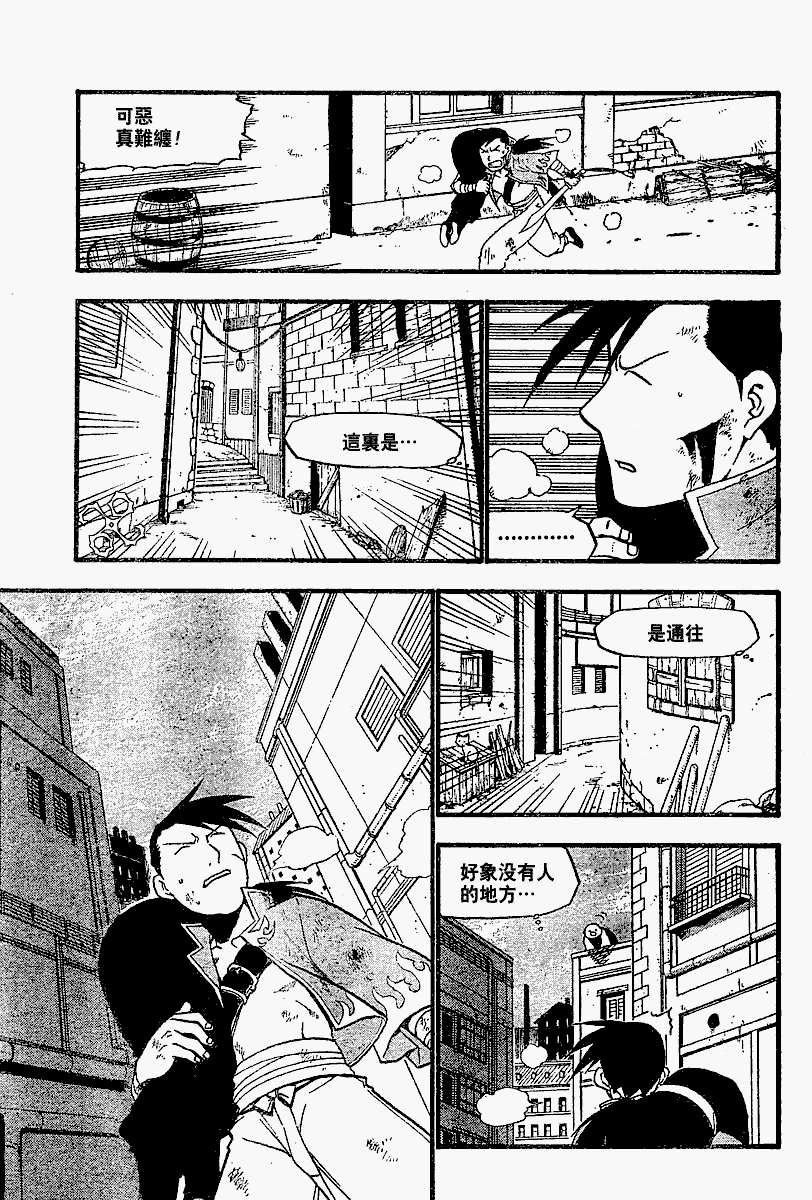 可惡
真難纏！
…………
這裏是…
是通往
好象没有人
的地方…